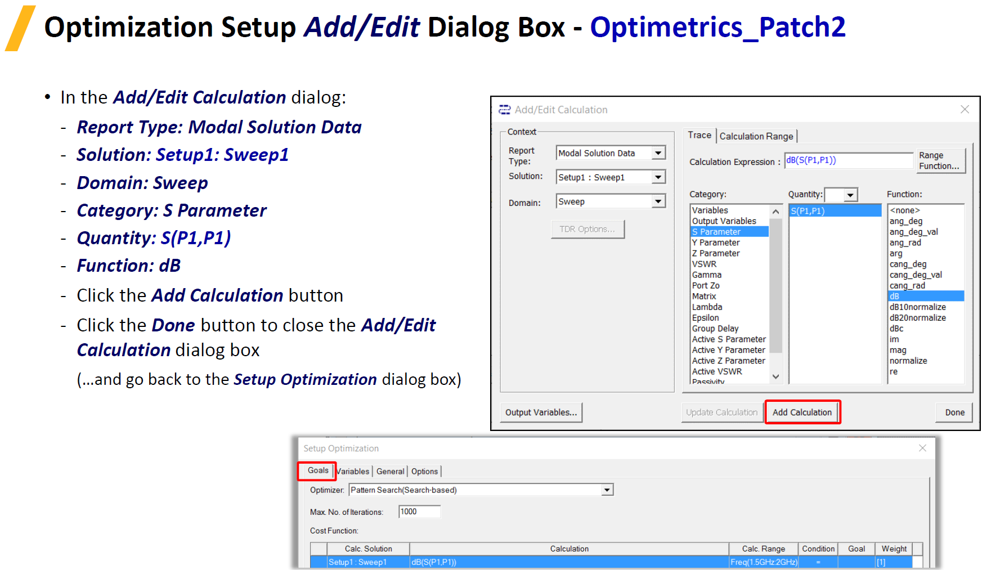 Optimization Setup Add/Edit Dialog Box - Optimetrics_Patch2
• In the Add/Edit Calculation dialog:
- Report Type: Modal Solution Data
- Solution: Setup1: Sweep1
- Domain: Sweep
- Category: S Parameter
- Quantity: S(P1,P1)
- Function: dB
- Click the Add Calculation button
- Click the Done button to close the Add/Edit
Calculation dialog box
(...and go back to the Setup Optimization dialog box)
Add/Edit Calculation
Context
Report
Type:
Modal Solution Data
Solution:
Setup1 : Sweep1
Domain:
Sweep
TDR Options...
Trace
Calculation Range
Calculation Expression :
dB(S(P1,P1))
Range
Function...
Category:
Variables
Output Variables
S Parameter
Y Parameter
Z Parameter
VSWR
Gamma
Port Zo
Matrix
Lambda
Epsilon
Group Delay
Active S Parameter
Active Y Parameter
Active Z Parameter
Active VSWR
Passivity
Quantity:
S(P1,P1)
Function:
<none>
ang_deg
ang_deg_val
ang_rad
arg
cang_deg
cang_deg_val
cang_rad
dB
dB10normalize
dB20normalize
dBc
im
mag
normalize
re
Output Variables...
Update Calculation
Add Calculation
Done
Setup Optimization
Goals Variables General Options
Optimizer: Pattern Search(Search-based)
Max. No. of Iterations: 1000
Cost Function:
Calc. Solution Calculation Calc. Range Condition Goal Weight
Setup1 : Sweep1 dB(S(P1,P1)) Freq(1.5GHz:2GHz) = [1]